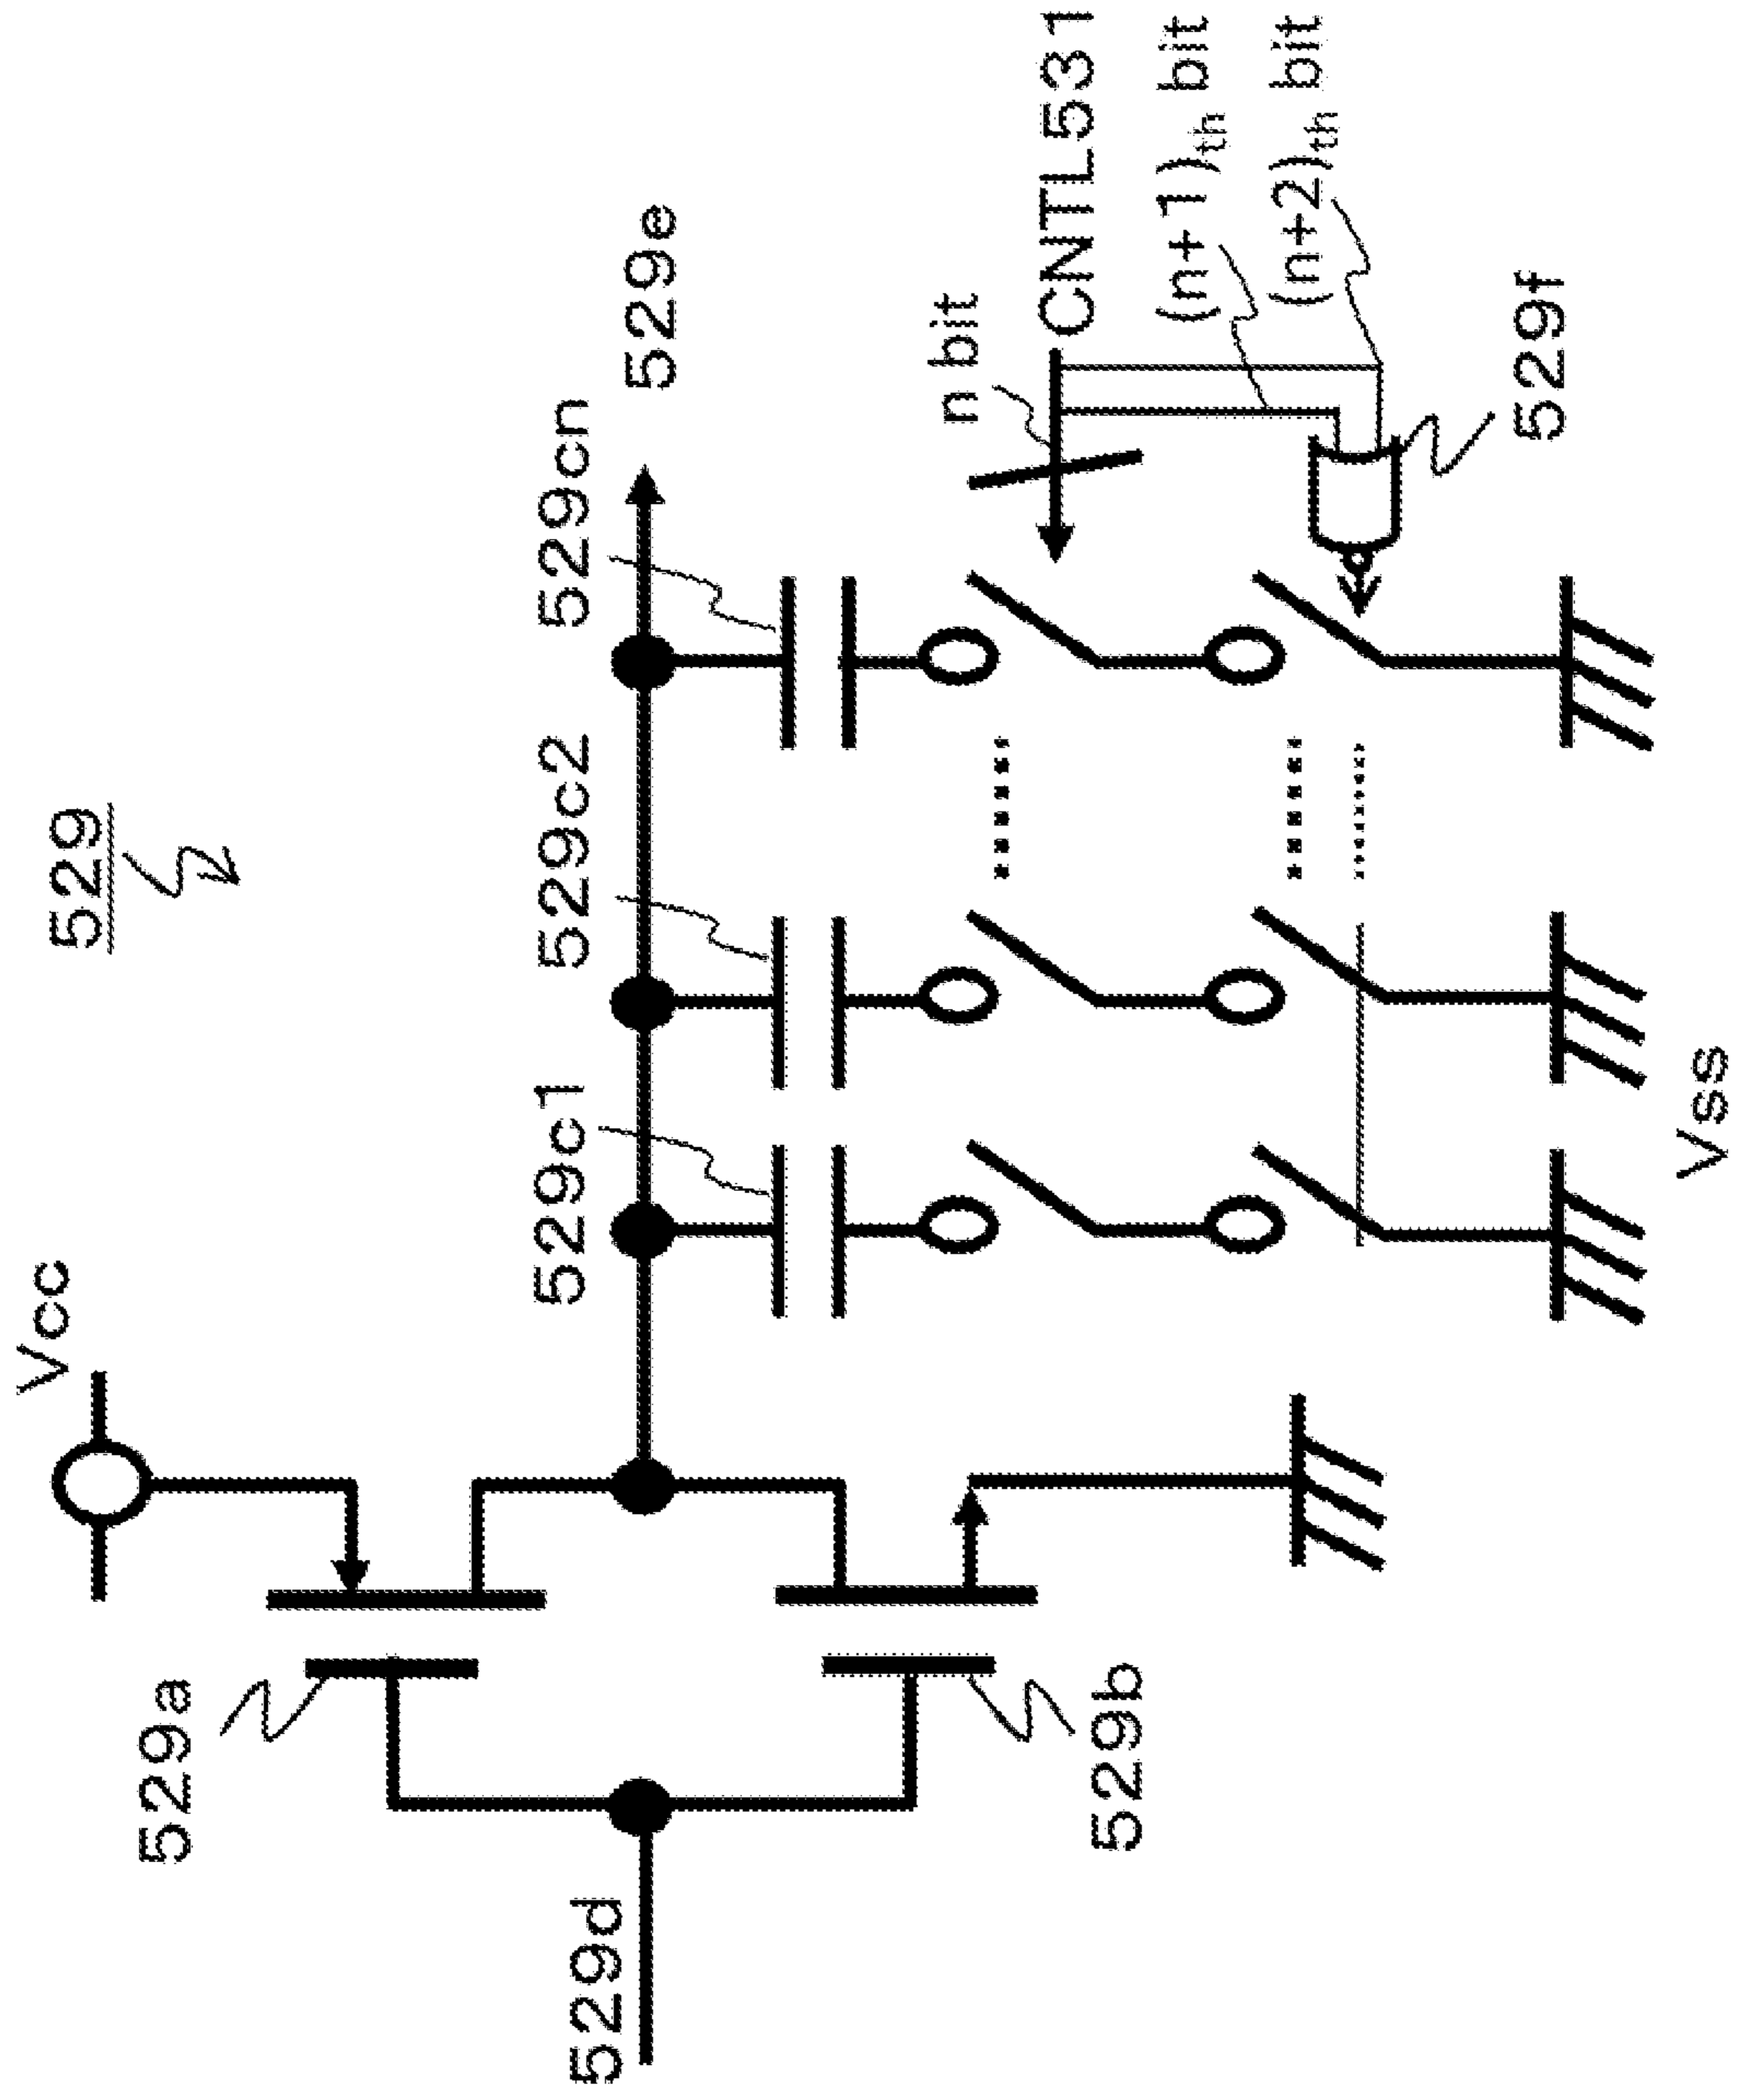 529
Vcc
529a
529d
529b
529c1
529c2
529cn
529e
n bit
CNTL531
(n+1)th bit
(n+2)th bit
529f
Vss